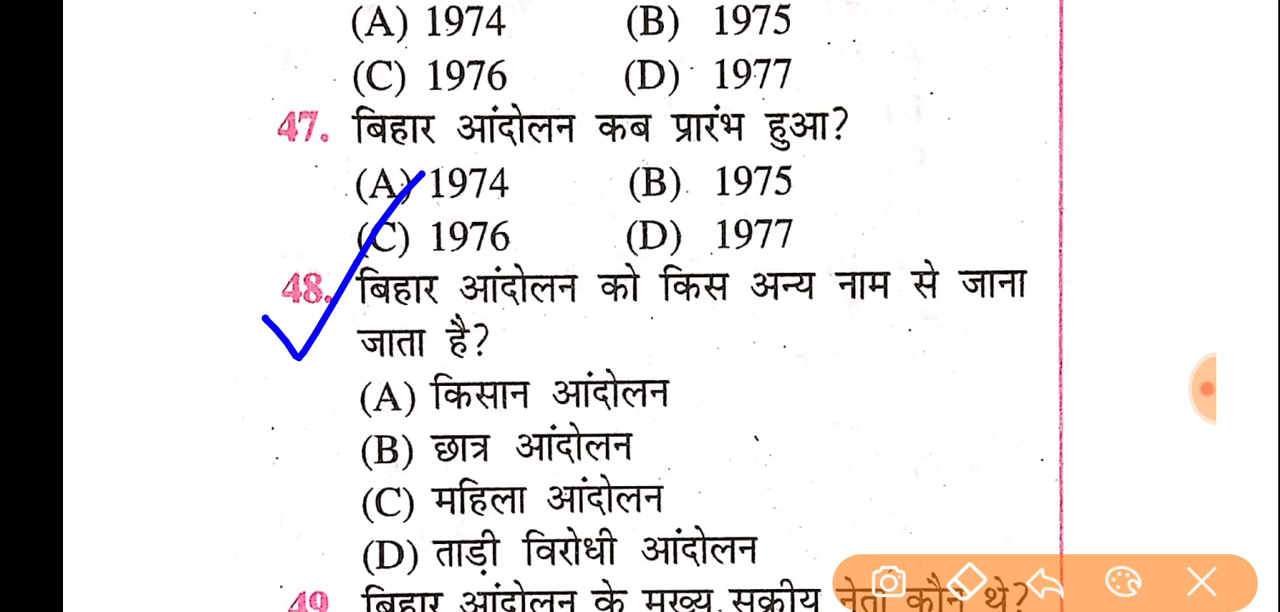 (A) 1974 (B) 1975
(C) 1976 (D) 1977
47. बिहार आंदोलन कब प्रारंभ हुआ?
(A) 1974 (B) 1975
(C) 1976 (D) 1977
48. बिहार आंदोलन को किस अन्य नाम से जाना
जाता है?
(A) किसान आंदोलन
(B) छात्र आंदोलन
(C) महिला आंदोलन
(D) ताड़ी विरोधी आंदोलन
49 बिहार आंदोलन के मुख्य सक्रीय नेता कौन थे?